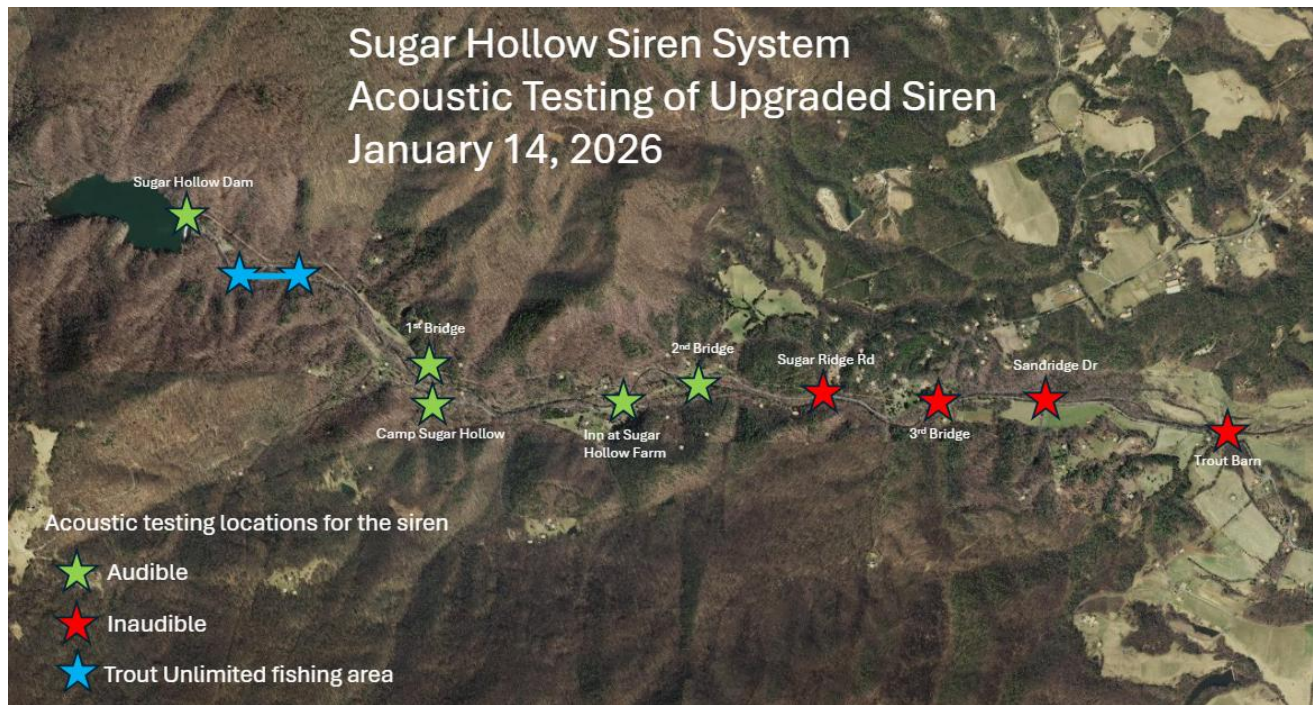 Sugar Hollow Siren System
Acoustic Testing of Upgraded Siren
January 14, 2026
Sugar Hollow Dam
1st Bridge
2nd Bridge
Sugar Ridge Rd
Sandridge Dr
Camp Sugar Hollow
Inn at Sugar
Hollow Farm
3rd Bridge
Trout Barn
Acoustic testing locations for the siren
Audible
Inaudible
Trout Unlimited fishing area